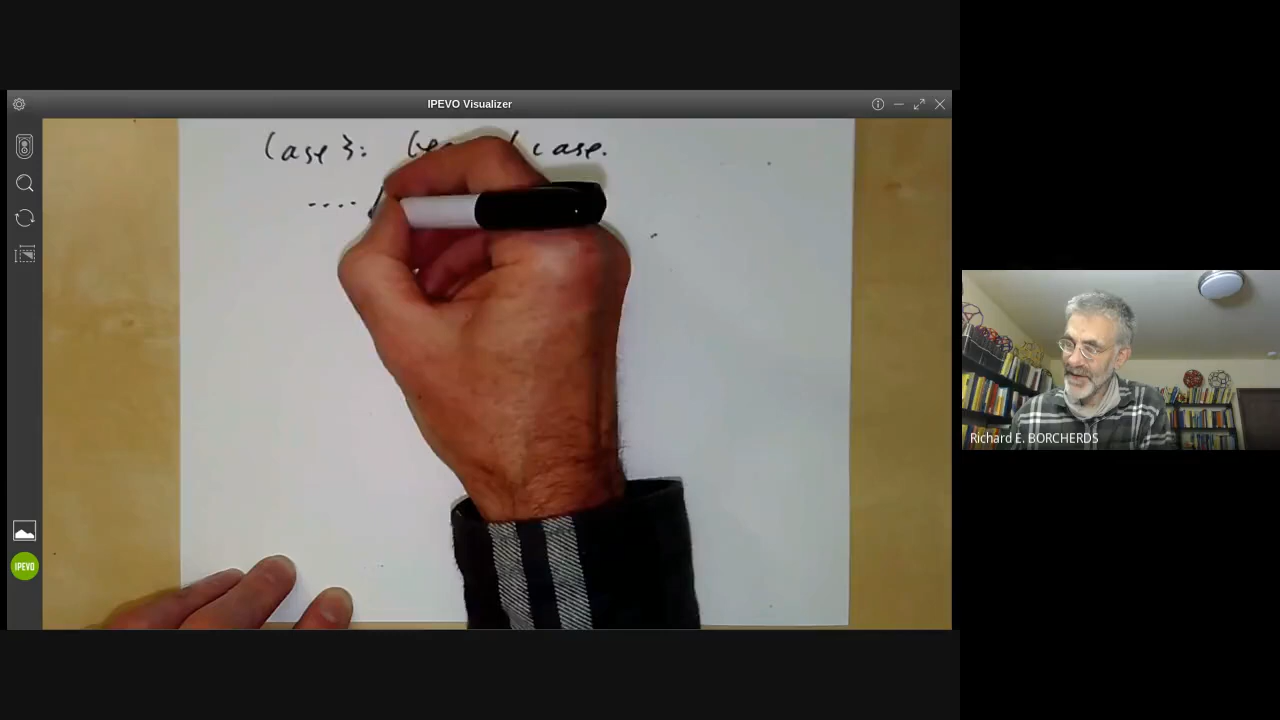 IPEVO Visualizer
Case 3: case.
....
IPEVO
Richard E. BORCHERDS